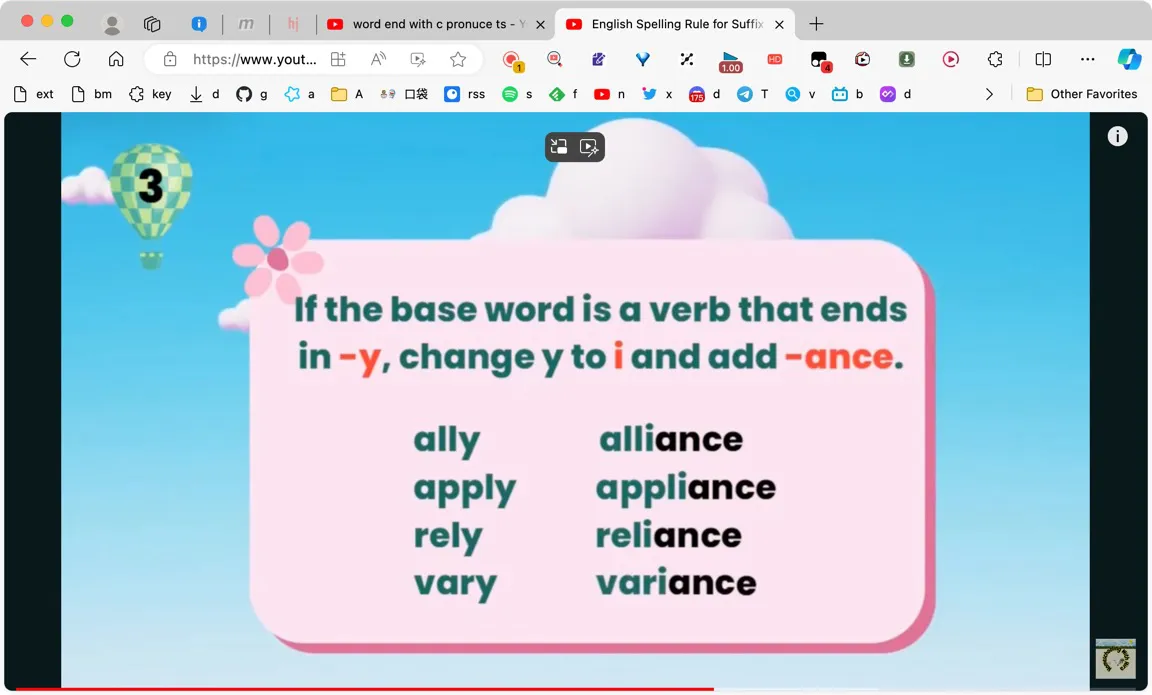 m
hj
word end with c pronuce ts - Y
English Spelling Rule for Suffix
https://www.yout...
1
1.00
HD
4
ext
bm
key
d
g
a
A
口袋
rss
s
f
n
x
175
d
T
v
b
d
Other Favorites
3
If the base word is a verb that ends
in -y, change y to i and add -ance.
ally alliance
apply appliance
rely reliance
vary variance